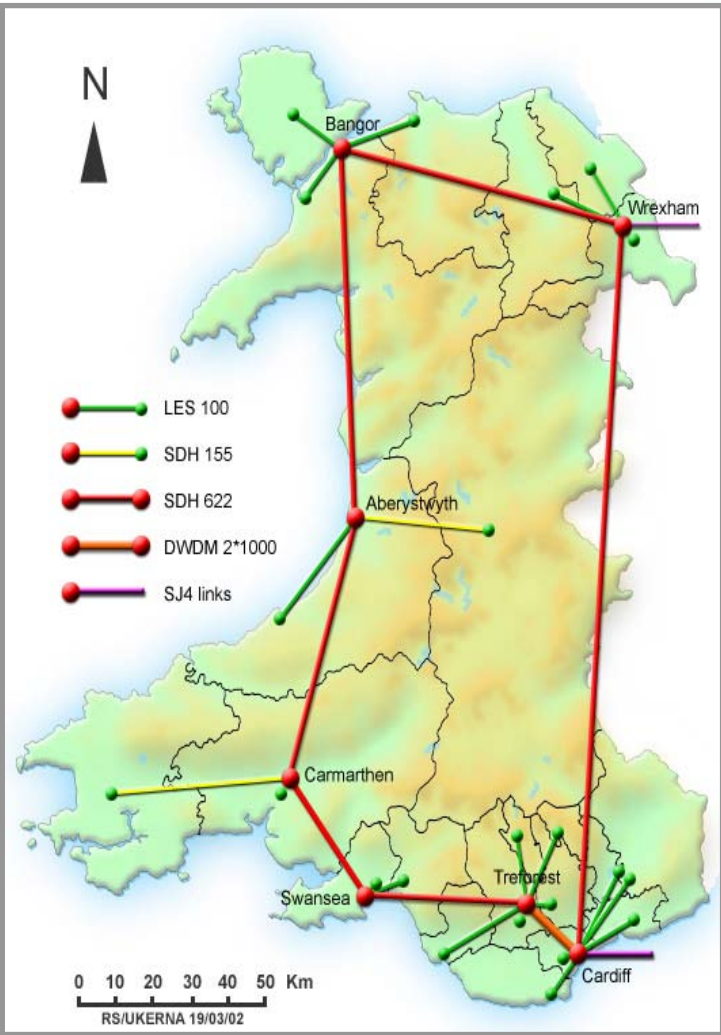 N
Bangor
Wrexham
LES 100
SDH 155
SDH 622
DWDM 2*1000
SJ4 links
Aberystwyth
Carmarthen
Swansea
Treforest
Cardiff
0 10 20 30 40 50 Km
RS/UKERNA 19/03/02